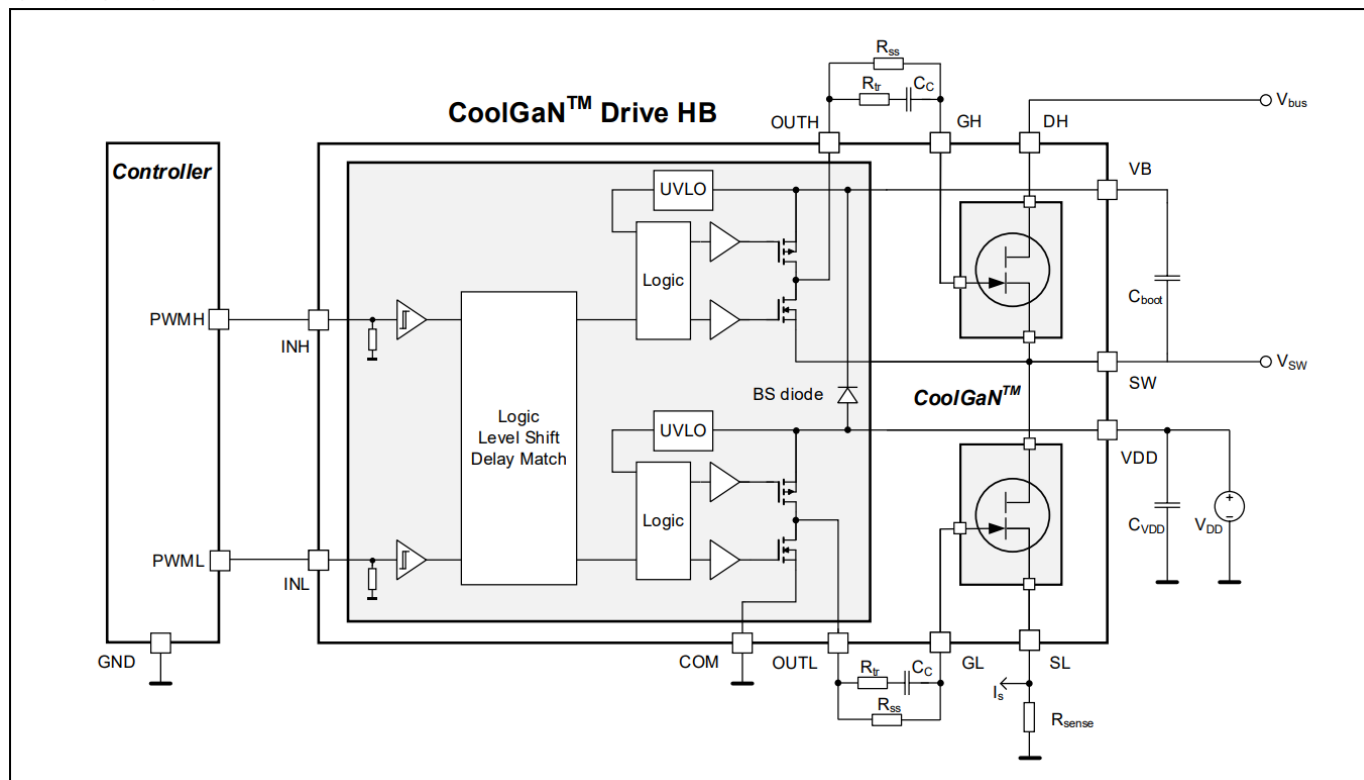 Rss
Rtr
CC
CoolGaN™ Drive HB
OUTH
GH
DH
Vbus
Controller
VB
UVLO
Logic
Cboot
PWMH
INH
SW
VSW
BS diode
CoolGaN™
Logic
Level Shift
Delay Match
UVLO
VDD
Logic
CVDD
VDD
+
−
PWML
INL
GND
COM
OUTL
GL
SL
Rtr
CC
Is
Rss
Rsense